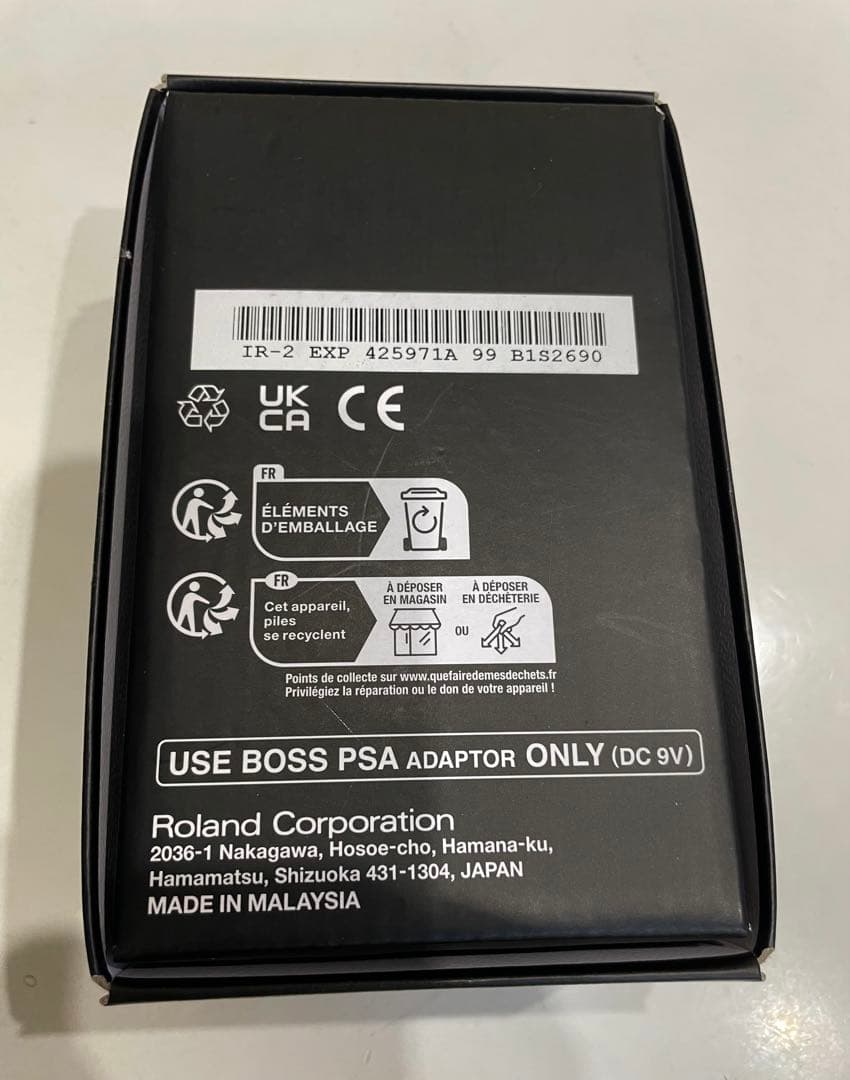 IR-2 EXP 425971A 99 B1S2690
UK
CA CE
FR
ÉLÉMENTS
D'EMBALLAGE
FR
Cet appareil,
piles
se recyclent
À DÉPOSER
EN MAGASIN
OU
À DÉPOSER
EN DÉCHÈTERIE
Points de collecte sur www.quefairedemesdechets.fr
Privilégiez la réparation ou le don de votre appareil !
USE BOSS PSA ADAPTOR ONLY (DC 9V)
Roland Corporation
2036-1 Nakagawa, Hosoe-cho, Hamana-ku,
Hamamatsu, Shizuoka 431-1304, JAPAN
MADE IN MALAYSIA